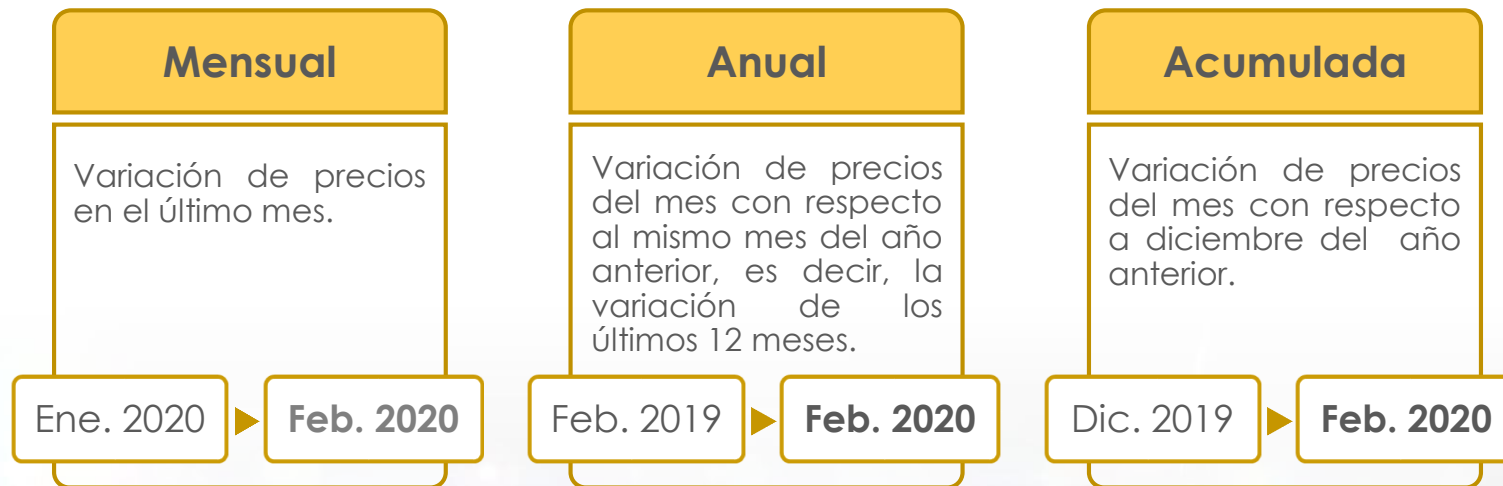 Mensual
Variación de precios
en el último mes.
Ene. 2020
Feb. 2020
Anual
Variación de precios
del mes con respecto
al mismo mes del año
anterior, es decir, la
variación de los
últimos 12 meses.
Feb. 2019
Feb. 2020
Acumulada
Variación de precios
del mes con respecto
a diciembre del año
anterior.
Dic. 2019
Feb. 2020